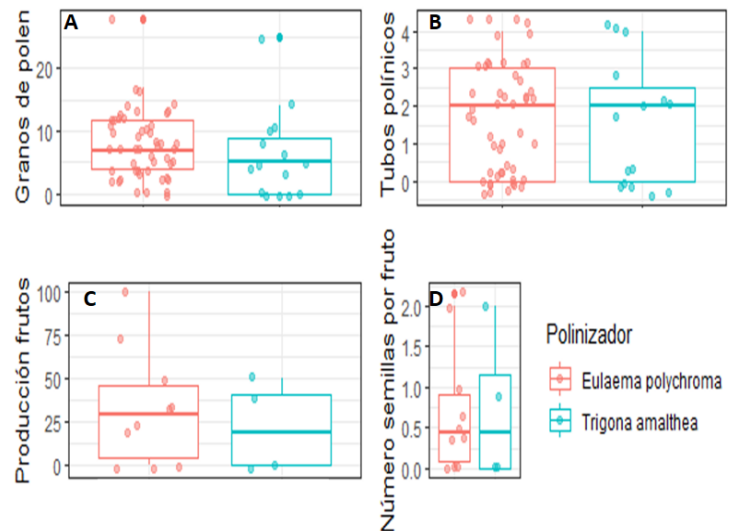 A
Granos de polen
20
10
0
B
Tubos polínicos
4
3
2
1
0
C
Producción frutos
100
75
50
25
0
D
Número semillas por fruto
2.0
1.5
1.0
0.5
0.0
Polinizador
Eulaema polychroma
Trigona amalthea